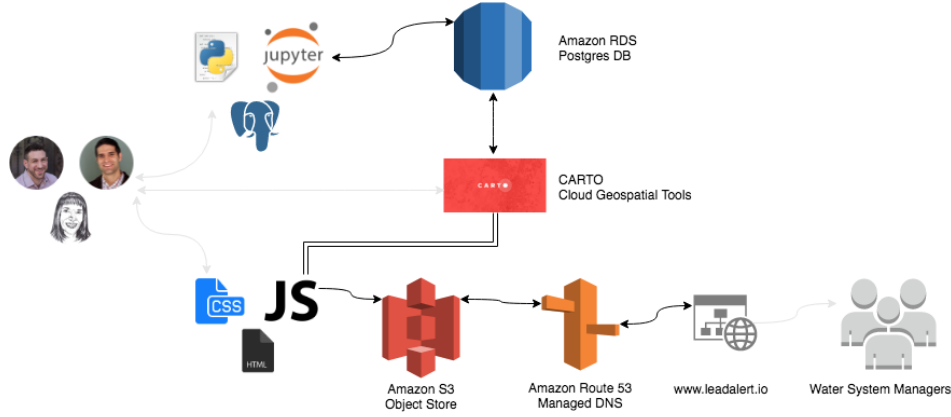 jupyter
Amazon RDS
Postgres DB
CARTO
CARTO
Cloud Geospatial Tools
CSS
JS
HTML
Amazon S3
Object Store
Amazon Route 53
Managed DNS
www.leadalert.io
Water System Managers